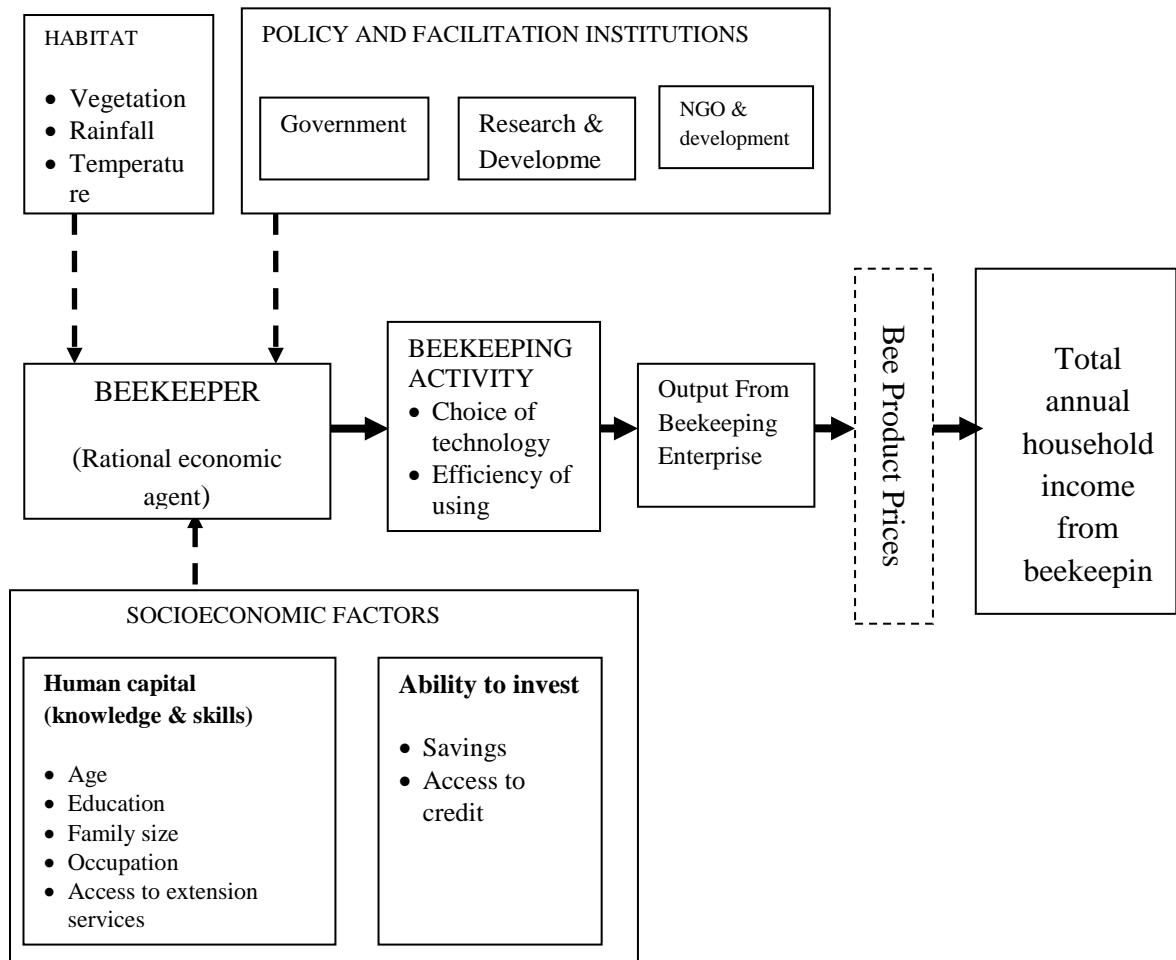 HABITAT
• Vegetation
• Rainfall
• Temperatu
re
POLICY AND FACILITATION INSTITUTIONS
Government
Research &
Developme
NGO &
development
BEEKEEPER
(Rational economic
agent)
BEEKEEPING
ACTIVITY
• Choice of
technology
• Efficiency of
using
Output From
Beekeeping
Enterprise
Bee Product Prices
Total
annual
household
income
from
beekeepin
SOCIOECONOMIC FACTORS
Human capital
(knowledge & skills)
• Age
• Education
• Family size
• Occupation
• Access to extension
services
Ability to invest
• Savings
• Access to
credit